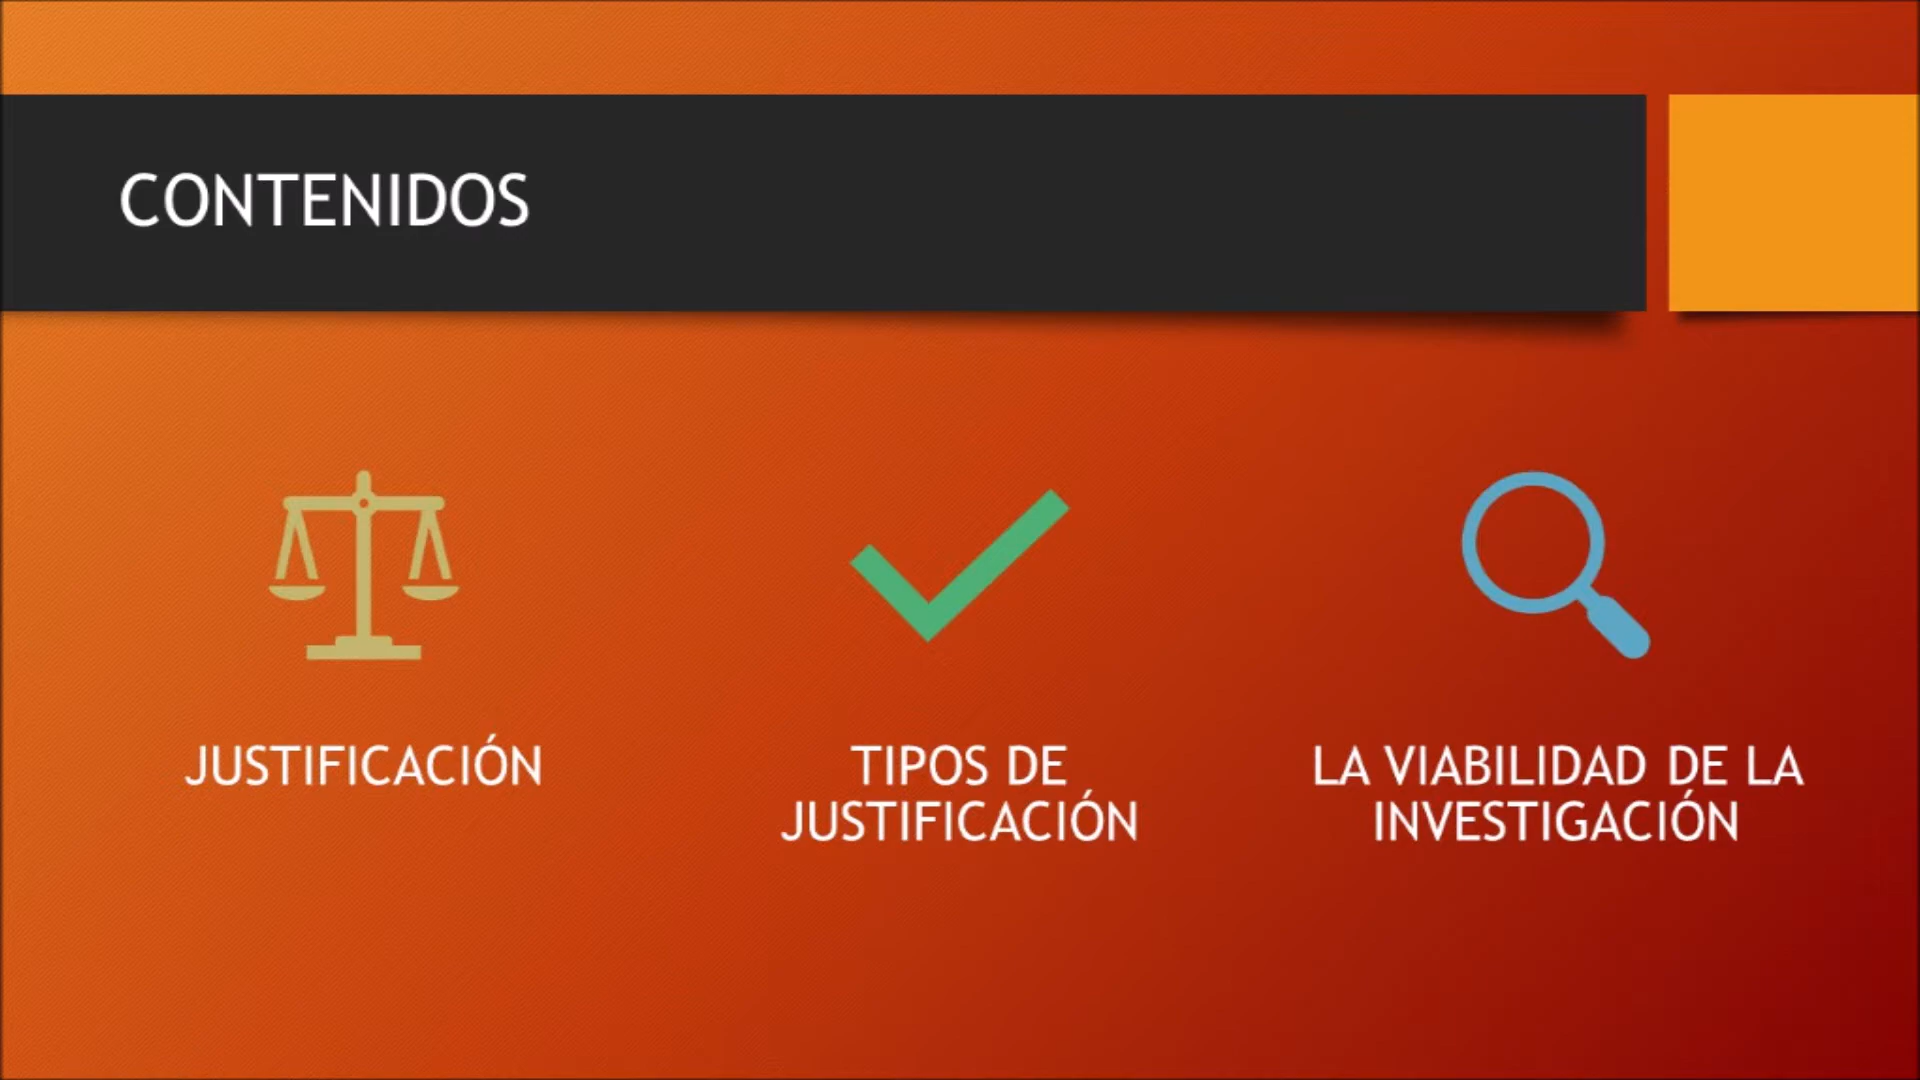 CONTENIDOS
JUSTIFICACIÓN
TIPOS DE
JUSTIFICACIÓN
LA VIABILIDAD DE LA
INVESTIGACIÓN